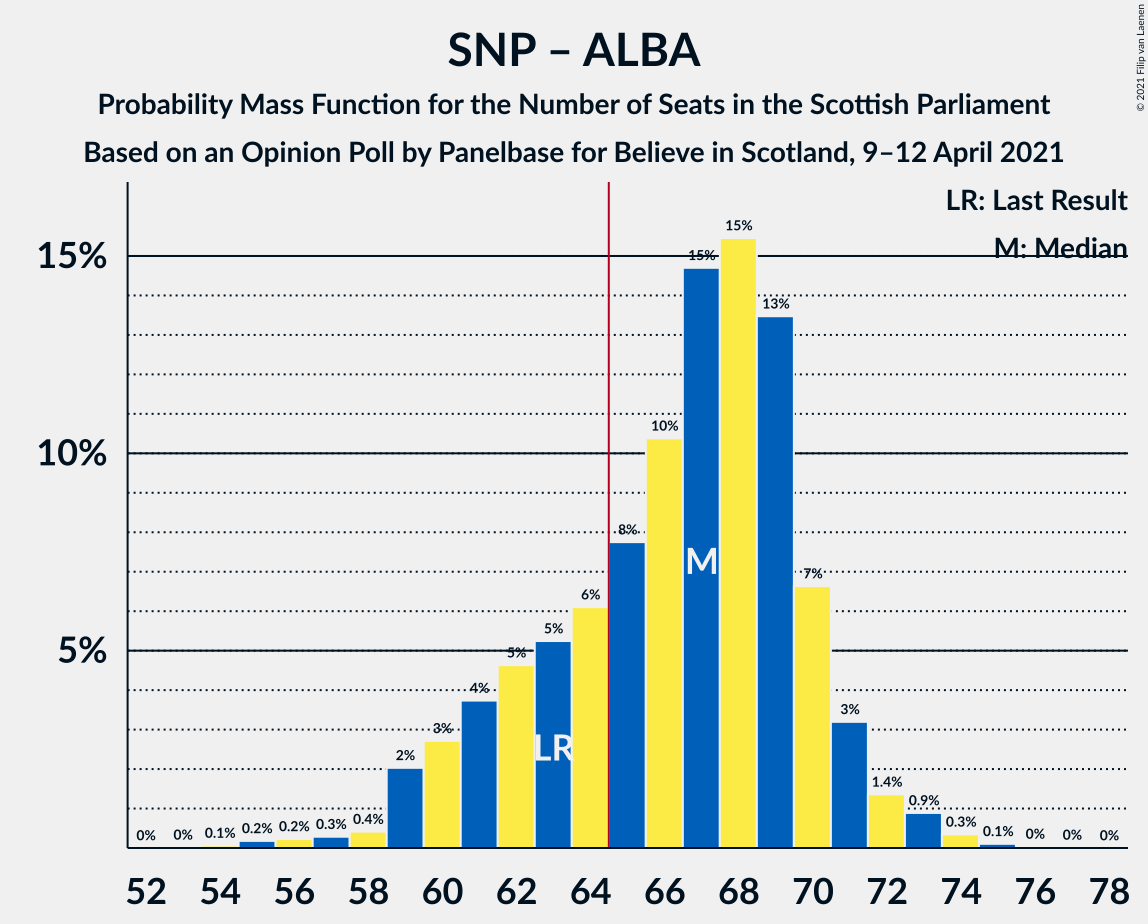 SNP – ALBA
Probability Mass Function for the Number of Seats in the Scottish Parliament
Based on an Opinion Poll by Panelbase for Believe in Scotland, 9–12 April 2021
© 2021 Filip van Laenen
LR: Last Result
M: Median
15%
10%
5%
0% 0% 0.1% 0.2% 0.2% 0.3% 0.4% 2% 3% 4% 5% 5% 6% 8% 10% 15% 15% 13% 7% 3% 1.4% 0.9% 0.3% 0.1% 0% 0% 0%
M
LR
52 54 56 58 60 62 64 66 68 70 72 74 76 78